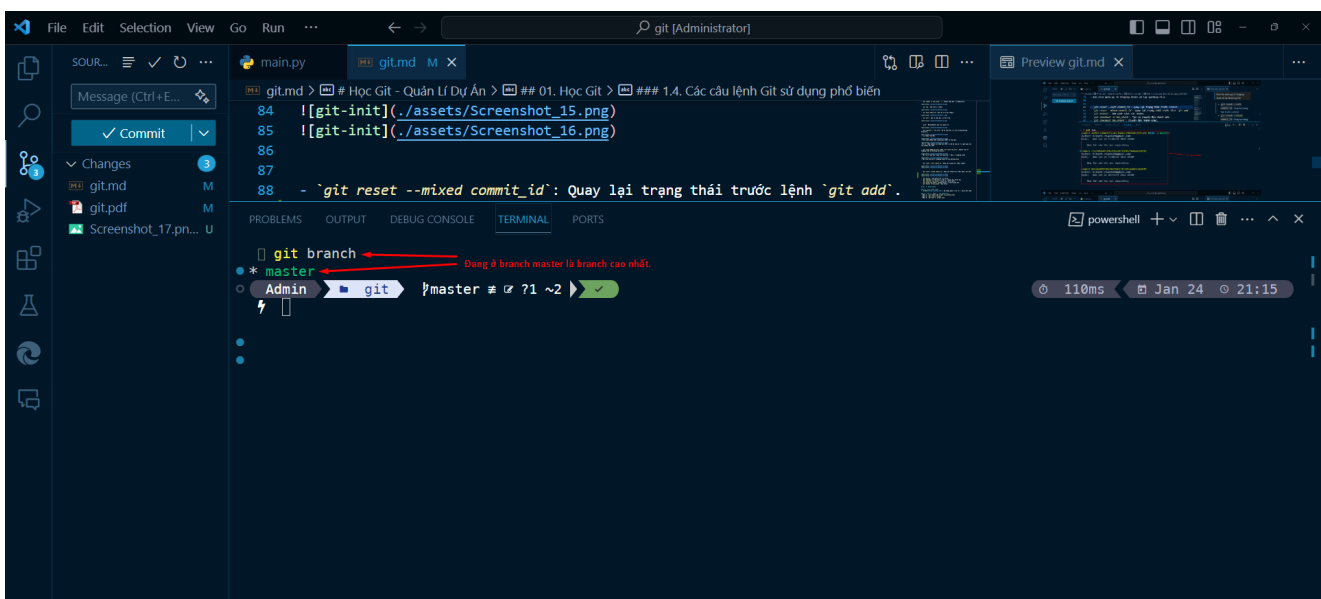 File Edit Selection View Go Run ··· git [Administrator]
SOUR... ···
main.py git.md M Preview git.md ···
Message (Ctrl+E...
Commit
Changes 3
git.md M
git.pdf M
Screenshot_17.pn... U
3
git.md > # Học Git - Quản Lí Dự Án > ## 01. Học Git > ### 1.4. Các câu lệnh Git sử dụng phổ biến
84 ![git-init](./assets/Screenshot_15.png)
85 ![git-init](./assets/Screenshot_16.png)
86
87
88 - `git reset --mixed commit_id`: Quay lại trạng thái trước lệnh `git add`.
PROBLEMS OUTPUT DEBUG CONSOLE TERMINAL PORTS powershell ···
git branch
Đang ở branch master là branch cao nhất.
* master
Admin git master ≢ ?1 ~2 ✓ 110ms Jan 24 21:15